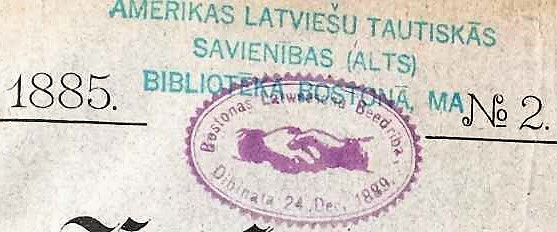 AMERIKAS LATVIEŠU TAUTISKĀS
SAVIENĪBAS (ALTS)
BIBLIOTĒKA, BOSTONĀ, MA
1885.
№ 2.
Bostonas Latweeschu Beedriba,
Dibinata 24. Dec. 1889.